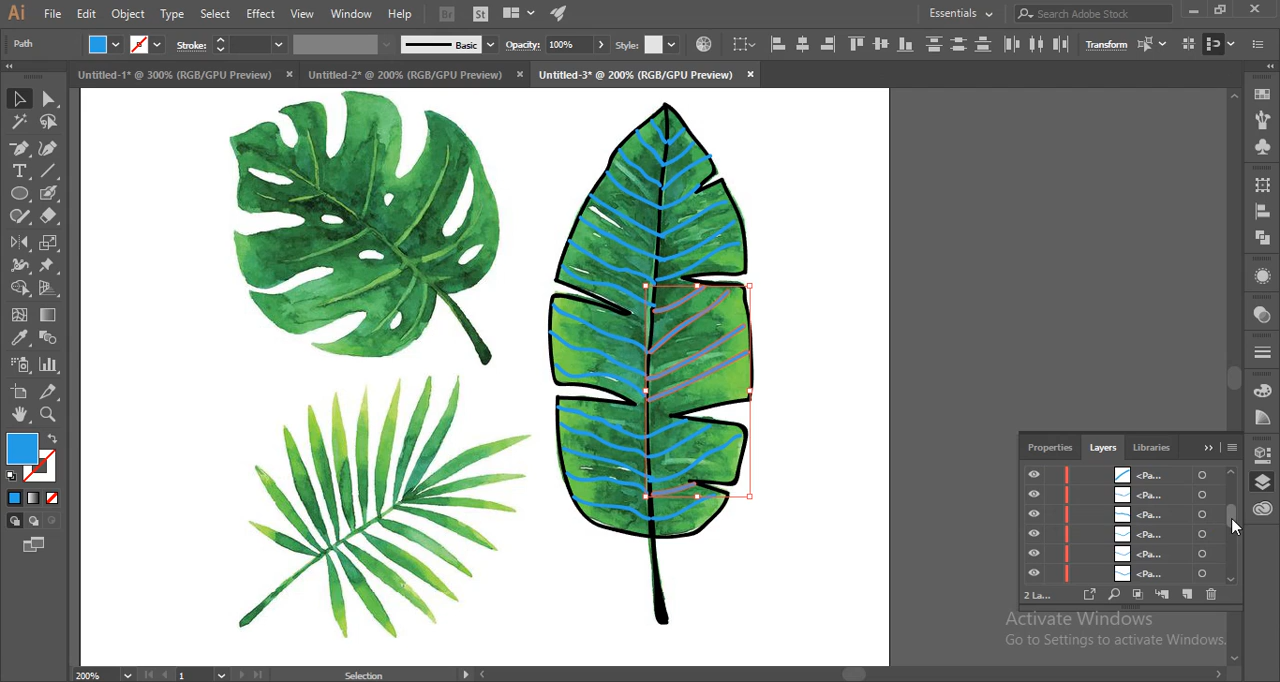 Ai File Edit Object Type Select Effect View Window Help Br St Essentials Search Adobe Stock
Path Stroke: Basic Opacity: 100% Style: Transform
Untitled-1* @ 300% (RGB/GPU Preview) Untitled-2* @ 200% (RGB/GPU Preview) Untitled-3* @ 200% (RGB/GPU Preview)
Properties Layers Libraries
<Pa...
<Pa...
<Pa...
<Pa...
<Pa...
<Pa...
2 La...
Activate Windows
Go to Settings to activate Windows.
200% 1 Selection